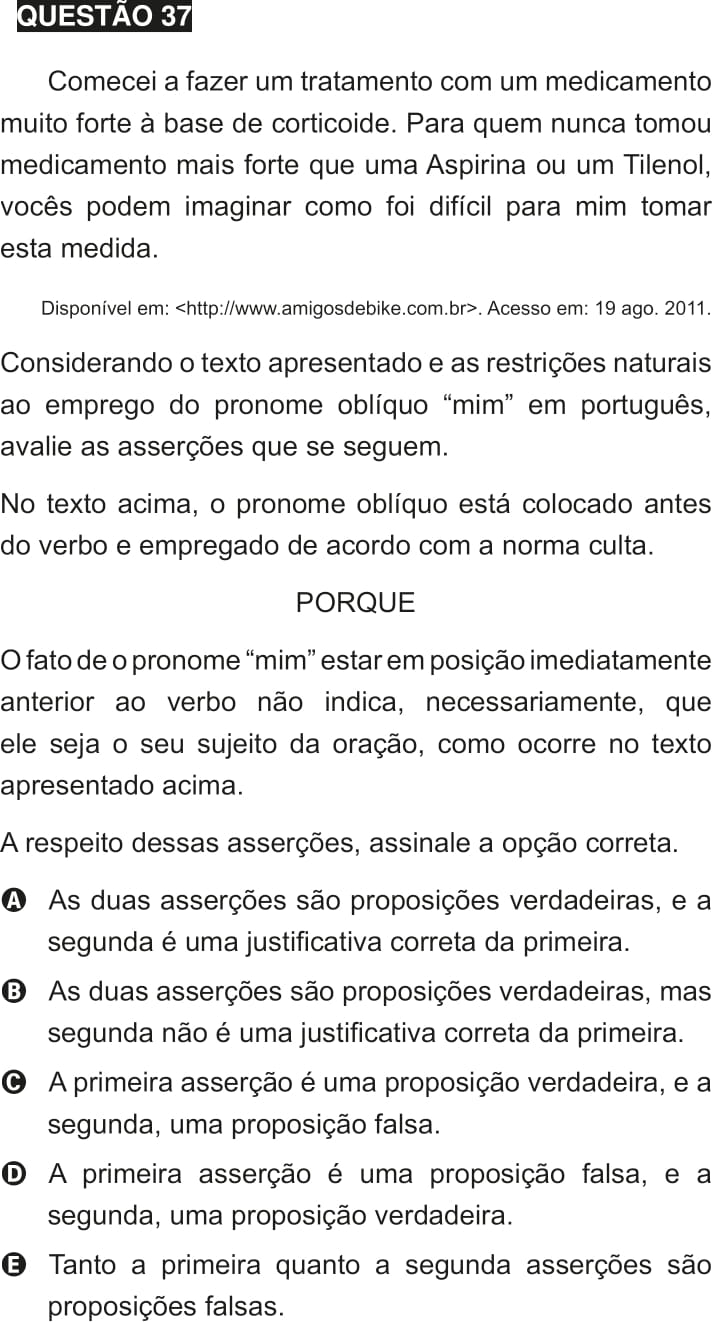 QUESTÃO 37
Comecei a fazer um tratamento com um medicamento
muito forte à base de corticoide. Para quem nunca tomou
medicamento mais forte que uma Aspirina ou um Tilenol,
vocês podem imaginar como foi difícil para mim tomar
esta medida.
Disponível em: <http://www.amigosdebike.com.br>. Acesso em: 19 ago. 2011.
Considerando o texto apresentado e as restrições naturais
ao emprego do pronome oblíquo “mim” em português,
avalie as asserções que se seguem.
No texto acima, o pronome oblíquo está colocado antes
do verbo e empregado de acordo com a norma culta.
PORQUE
O fato de o pronome “mim” estar em posição imediatamente
anterior ao verbo não indica, necessariamente, que
ele seja o seu sujeito da oração, como ocorre no texto
apresentado acima.
A respeito dessas asserções, assinale a opção correta.
A As duas asserções são proposições verdadeiras, e a
segunda é uma justificativa correta da primeira.
B As duas asserções são proposições verdadeiras, mas
segunda não é uma justificativa correta da primeira.
C A primeira asserção é uma proposição verdadeira, e a
segunda, uma proposição falsa.
D A primeira asserção é uma proposição falsa, e a
segunda, uma proposição verdadeira.
E Tanto a primeira quanto a segunda asserções são
proposições falsas.